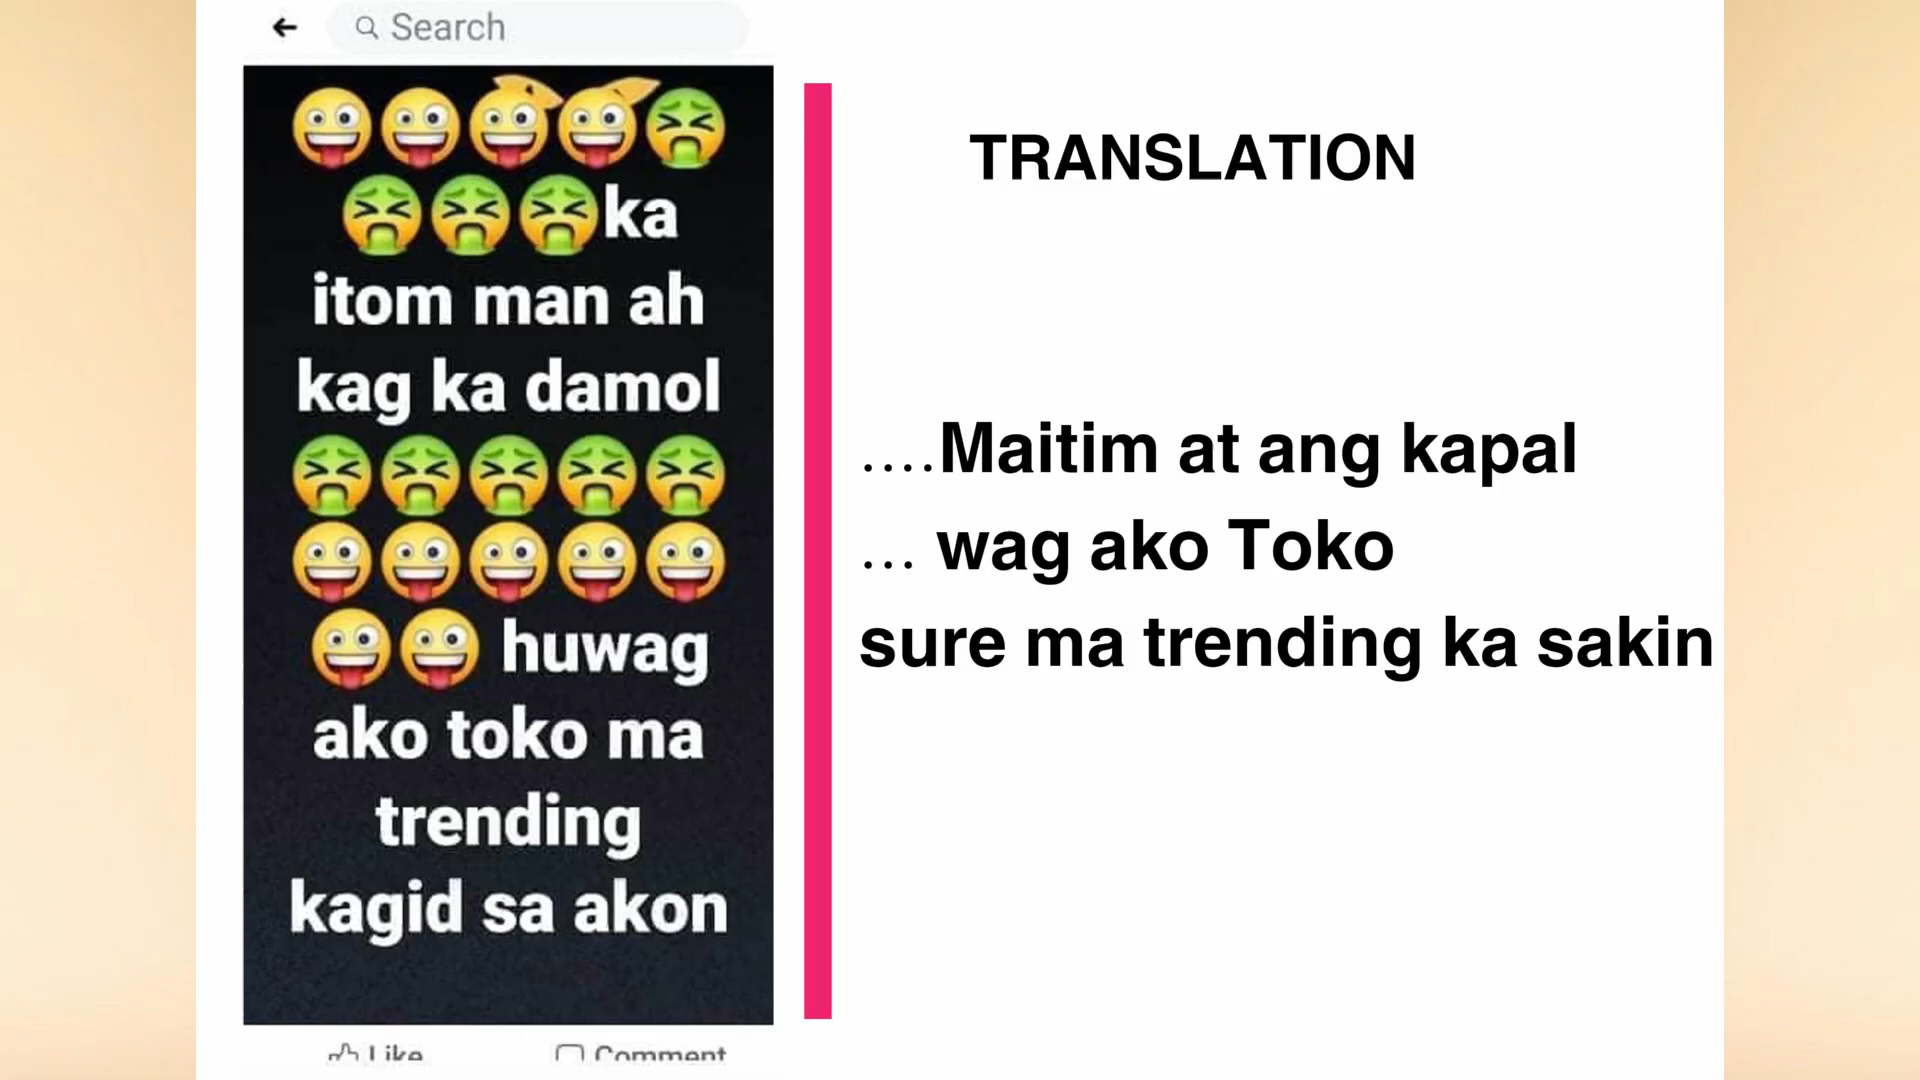 Search
🤪🤪🤪🤪🤮
🤮🤮🤮ka
itom man ah
kag ka damol
🤮🤮🤮🤮🤮
🤪🤪🤪🤪🤪
🤪🤪 huwag
ako toko ma
trending
kagid sa akon
Like
Comment
TRANSLATION
....Maitim at ang kapal
... wag ako Toko
sure ma trending ka sakin